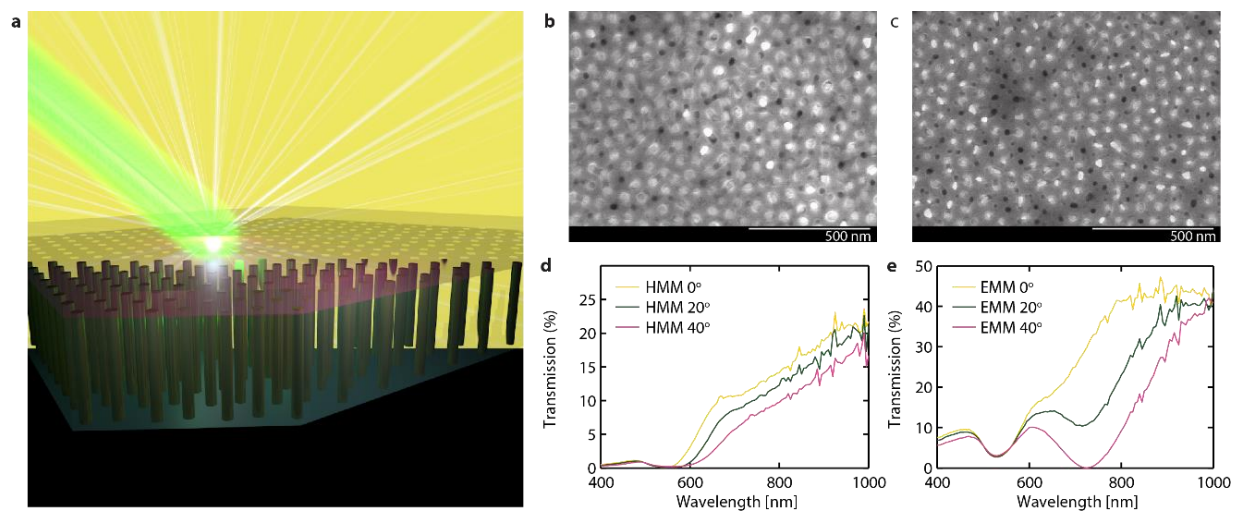 a
b
c
500 nm
500 nm
d
HMM 0°
HMM 20°
HMM 40°
25
20
15
10
5
0
400
600
800
1000
Transmission (%)
Wavelength [nm]
e
EMM 0°
EMM 20°
EMM 40°
50
40
30
20
10
0
400
600
800
1000
Transmission (%)
Wavelength [nm]